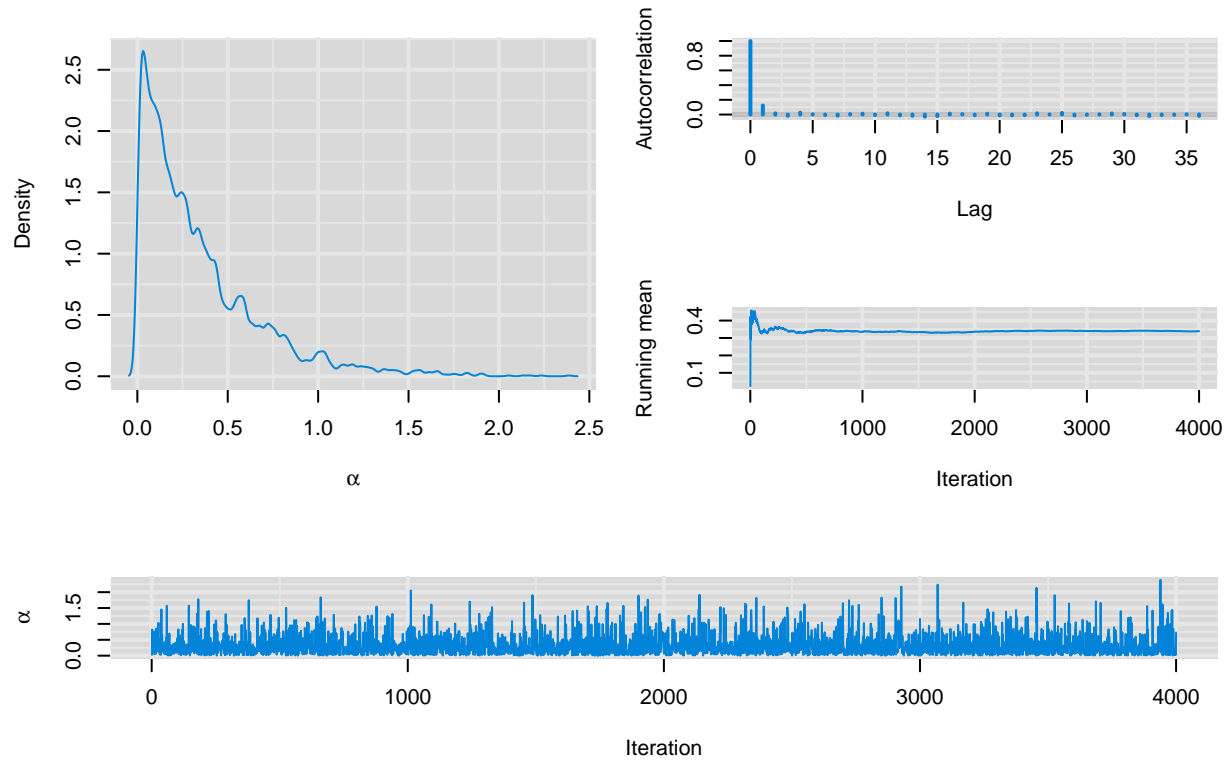 Density
0.0 0.5 1.0 1.5 2.0 2.5
0.0 0.5 1.0 1.5 2.0 2.5
α
Autocorrelation
0.0 0.8
0 5 10 15 20 25 30 35
Lag
Running mean
0.1 0.4
0 1000 2000 3000 4000
Iteration
α
0.0 1.5
0 1000 2000 3000 4000
Iteration